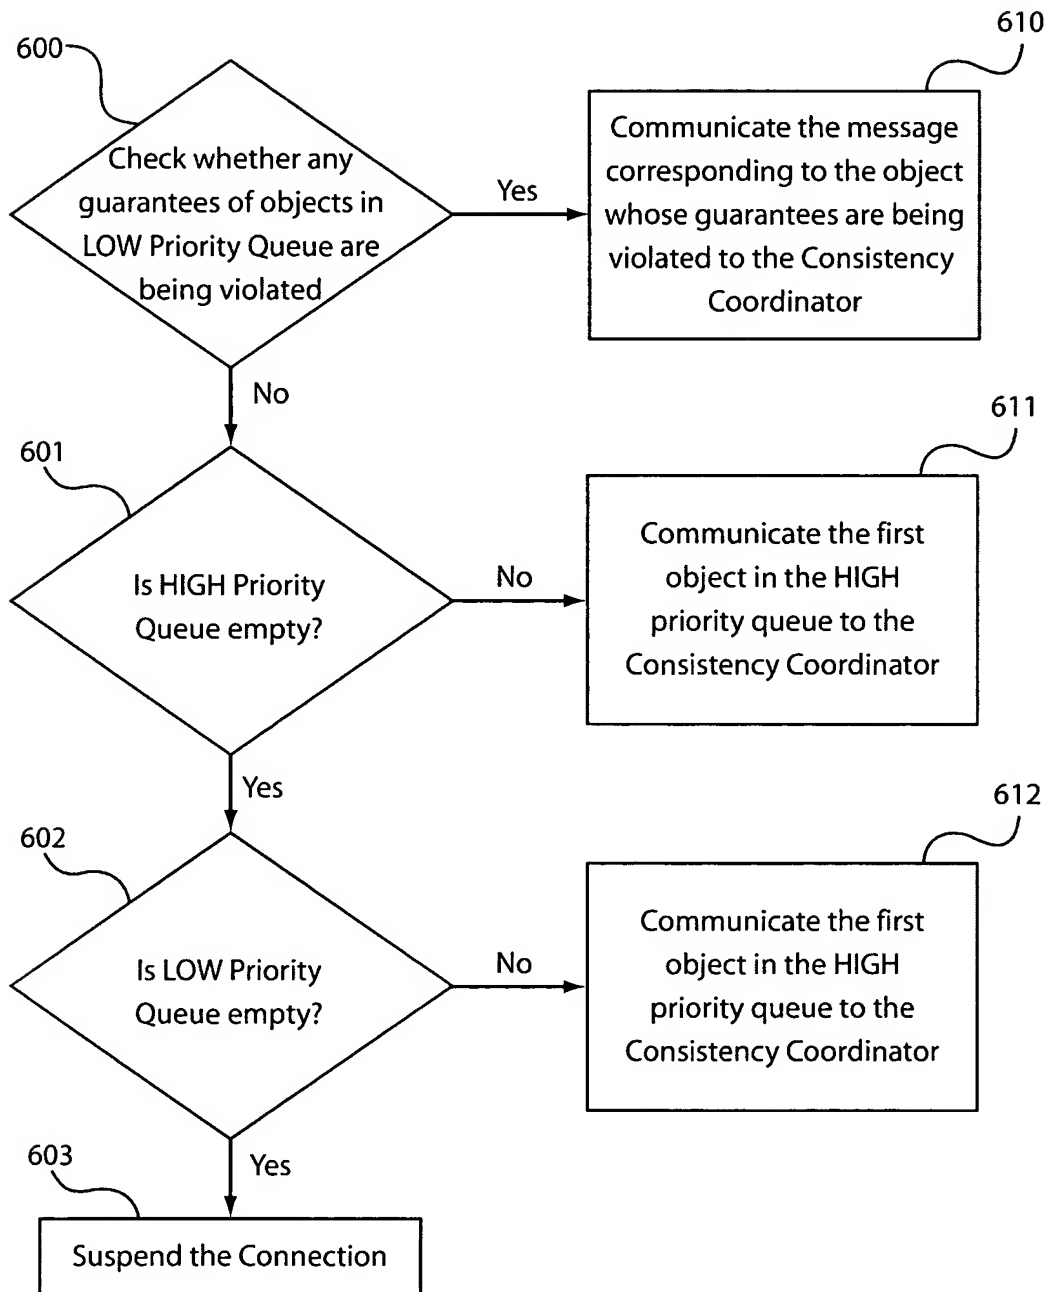 600
610
Check whether any
guarantees of objects in
LOW Priority Queue are
being violated
Yes
Communicate the message
corresponding to the object
whose guarantees are being
violated to the Consistency
Coordinator
No
601
611
Is HIGH Priority
Queue empty?
No
Communicate the first
object in the HIGH
priority queue to the
Consistency Coordinator
Yes
602
612
Is LOW Priority
Queue empty?
No
Communicate the first
object in the HIGH
priority queue to the
Consistency Coordinator
Yes
603
Suspend the Connection